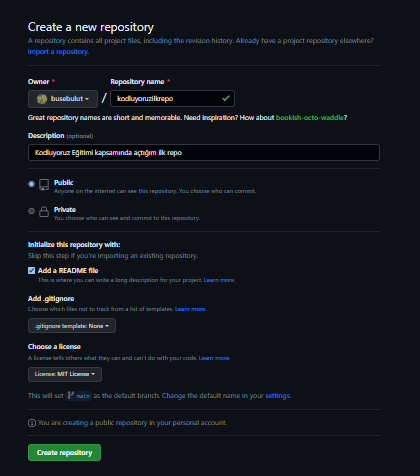 Create a new repository
A repository contains all project files, including the revision history. Already have a project repository elsewhere?
Import a repository.
Owner * Repository name *
busebulut / kodluyoruzilkrepo
Great repository names are short and memorable. Need inspiration? How about bookish-octo-waddle?
Description (optional)
Kodluyoruz Eğitimi kapsamında açtığım ilk repo
Public
Anyone on the internet can see this repository. You choose who can commit.
Private
You choose who can see and commit to this repository.
Initialize this repository with:
Skip this step if you're importing an existing repository.
Add a README file
This is where you can write a long description for your project. Learn more.
Add .gitignore
Choose which files not to track from a list of templates. Learn more.
.gitignore template: None
Choose a license
A license tells others what they can and can't do with your code. Learn more.
License: MIT License
This will set main as the default branch. Change the default name in your settings.
You are creating a public repository in your personal account.
Create repository